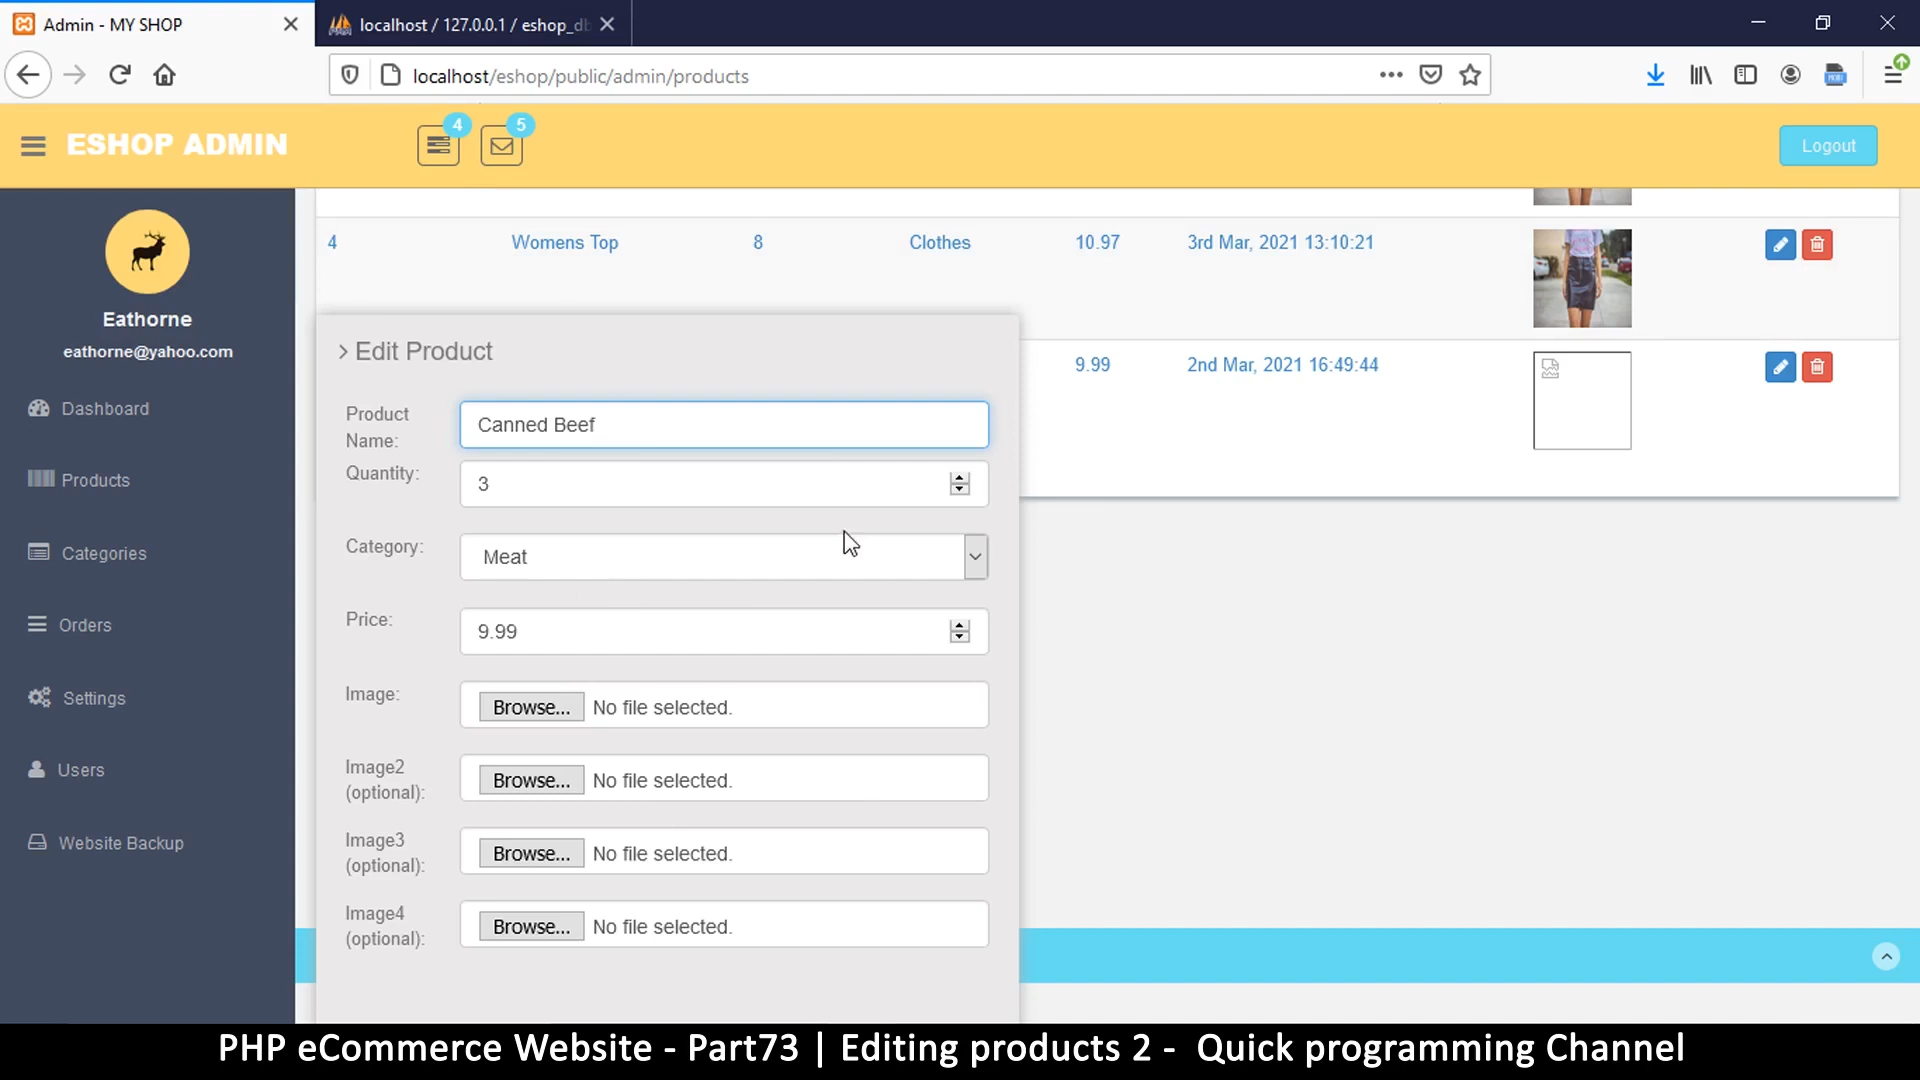 Admin - MY SHOP
localhost / 127.0.0.1 / eshop_db
localhost/eshop/public/admin/products
ESHOP ADMIN
4
5
Logout
4 Womens Top 8 Clothes 10.97 3rd Mar, 2021 13:10:21
9.99 2nd Mar, 2021 16:49:44
Eathorne
eathorne@yahoo.com
Dashboard
Products
Categories
Orders
Settings
Users
Website Backup
Edit Product
Product Name: Canned Beef
Quantity: 3
Category: Meat
Price: 9.99
Image: Browse... No file selected.
Image2 (optional): Browse... No file selected.
Image3 (optional): Browse... No file selected.
Image4 (optional): Browse... No file selected.
PHP eCommerce Website - Part73 | Editing products 2 - Quick programming Channel